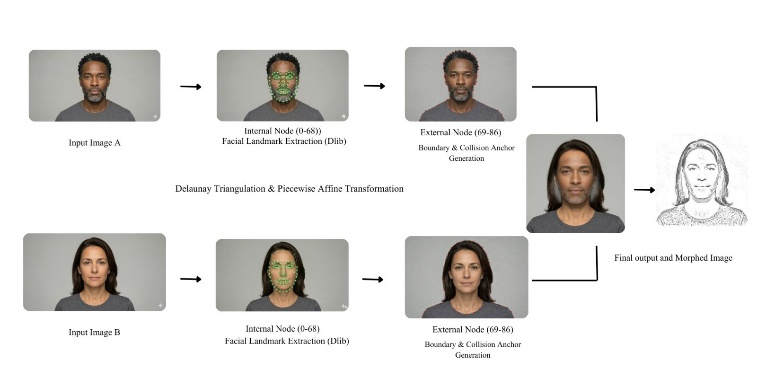 Input Image A
Internal Node (0-68))
Facial Landmark Extraction (Dlib)
External Node (69-86)
Boundary & Collision Anchor
Generation
Delaunay Triangulation & Piecewise Affine Transformation
Final output and Morphed Image
Input Image B
Internal Node (0-68)
Facial Landmark Extraction (Dlib)
External Node (69-86)
Boundary & Collision Anchor
Generation